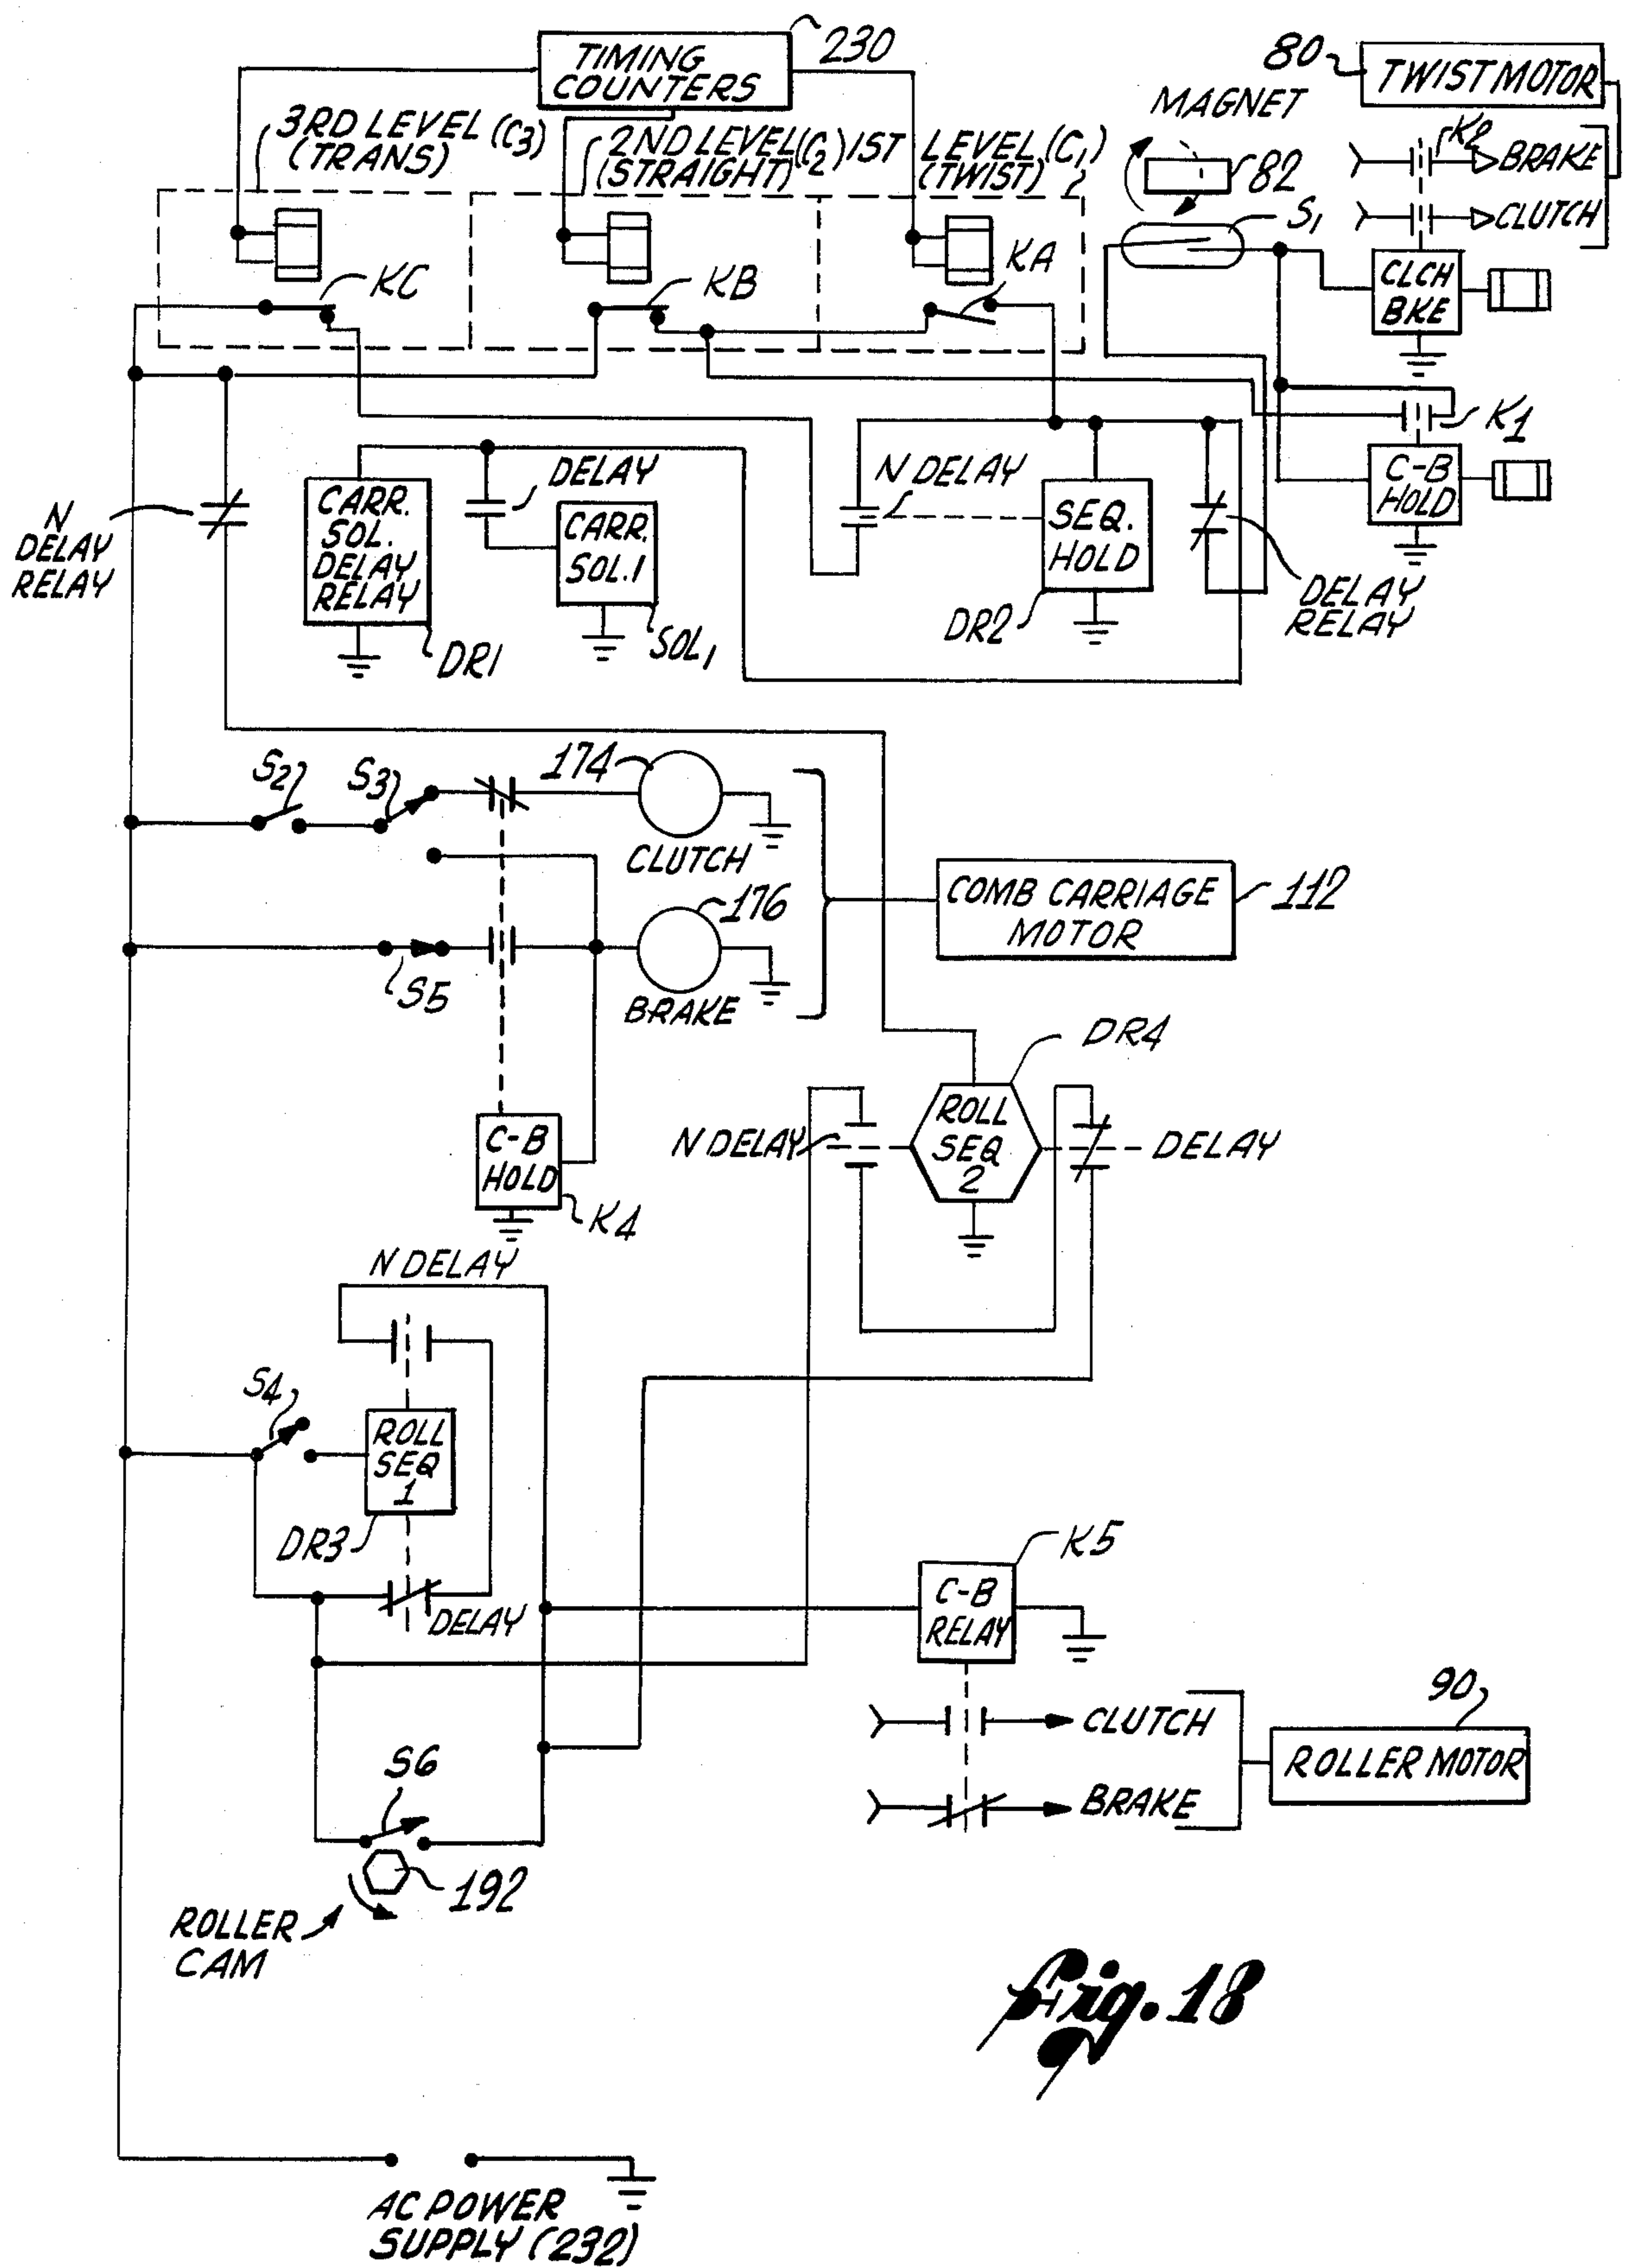 TIMING
COUNTERS
230
80
TWIST MOTOR
MAGNET
3RD LEVEL (C3)
(TRANS)
2ND LEVEL (C2)
(STRAIGHT)
1ST LEVEL (C1)
(TWIST)
82
K2
BRAKE
CLUTCH
S1
KC
KB
KA
CLCH
BKE
K1
C-B
HOLD
N
DELAY
RELAY
CARR.
SOL.
DELAY
RELAY
DR1
DELAY
CARR.
SOL.1
SOL1
N DELAY
SEQ.
HOLD
DR2
DELAY
RELAY
S2
S3
174
CLUTCH
176
S5
BRAKE
COMB CARRIAGE
MOTOR
112
C-B
HOLD
K4
DR4
N DELAY
ROLL
SEQ
2
DELAY
N DELAY
S4
ROLL
SEQ
1
DR3
DELAY
K5
C-B
RELAY
CLUTCH
BRAKE
90
ROLLER MOTOR
S6
192
ROLLER
CAM
Fig. 18
AC POWER
SUPPLY (232)